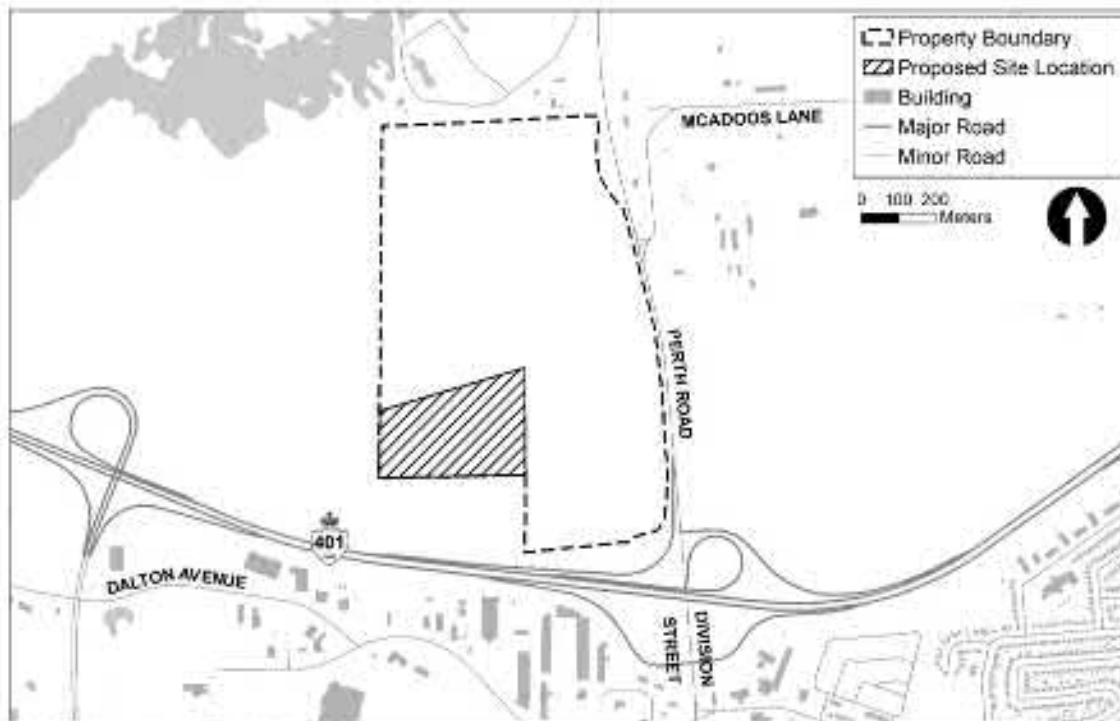 Property Boundary
Proposed Site Location
Building
Major Road
Minor Road
0 100 200
Meters
MCADOOS LANE
PERTH ROAD
401
DALTON AVENUE
DIVISION
STREET